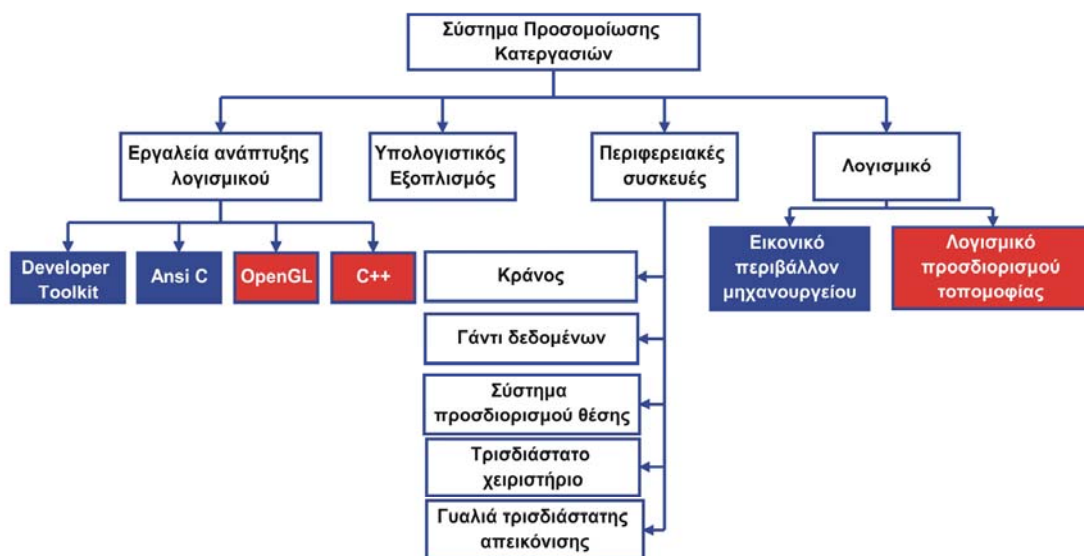 Σύστημα Προσομοίωσης
Κατεργασιών
Εργαλεία ανάπτυξης
λογισμικού
Υπολογιστικός
Εξοπλισμός
Περιφερειακές
συσκευές
Λογισμικό
Developer
Toolkit
Ansi C
OpenGL
C++
Κράνος
Γάντι δεδομένων
Σύστημα
προσδιορισμού θέσης
Τρισδιάστατο
χειριστήριο
Γυαλιά τρισδιάστατης
απεικόνισης
Εικονικό
περιβάλλον
μηχανουργείου
Λογισμικό
προσδιορισμού
τοπομοφίας